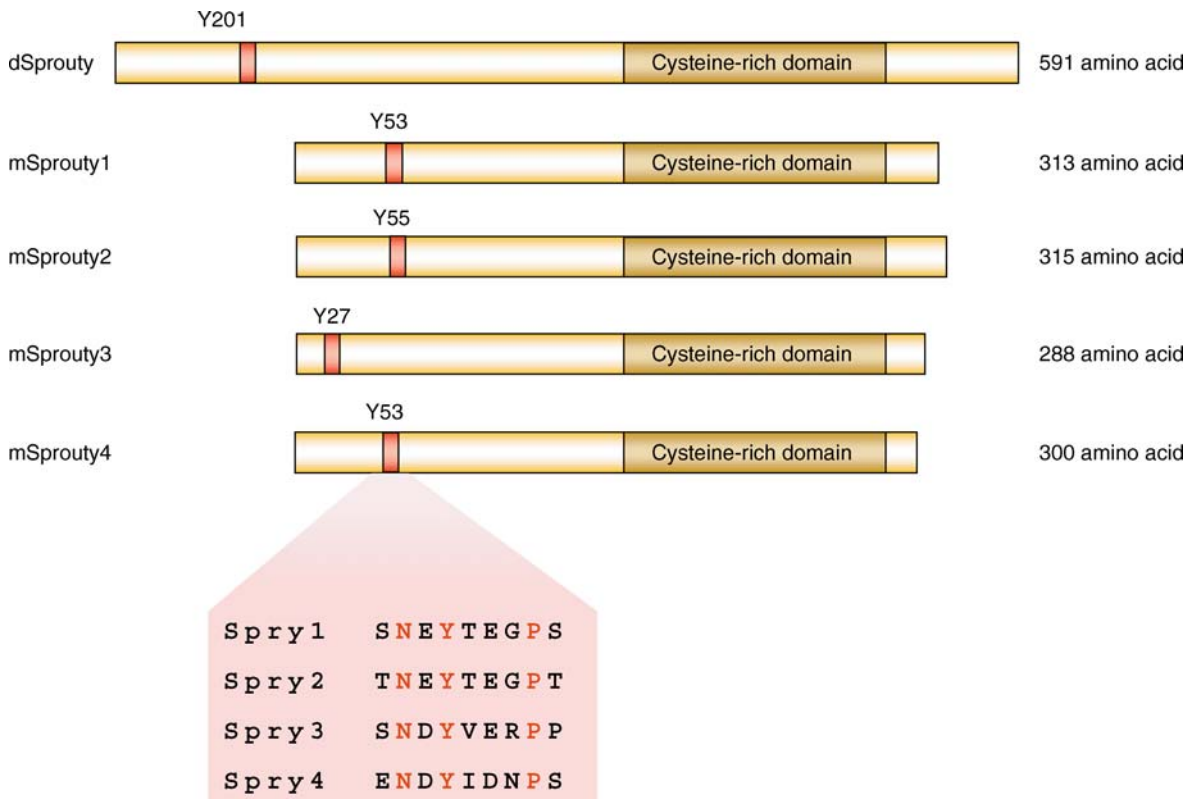 Y201
dSprouty Cysteine-rich domain 591 amino acid
Y53
mSprouty1 Cysteine-rich domain 313 amino acid
Y55
mSprouty2 Cysteine-rich domain 315 amino acid
Y27
mSprouty3 Cysteine-rich domain 288 amino acid
Y53
mSprouty4 Cysteine-rich domain 300 amino acid
Spry1 SNEYTEGPS
Spry2 TNEYTEGPT
Spry3 SNDYVERPP
Spry4 ENDYIDNPS